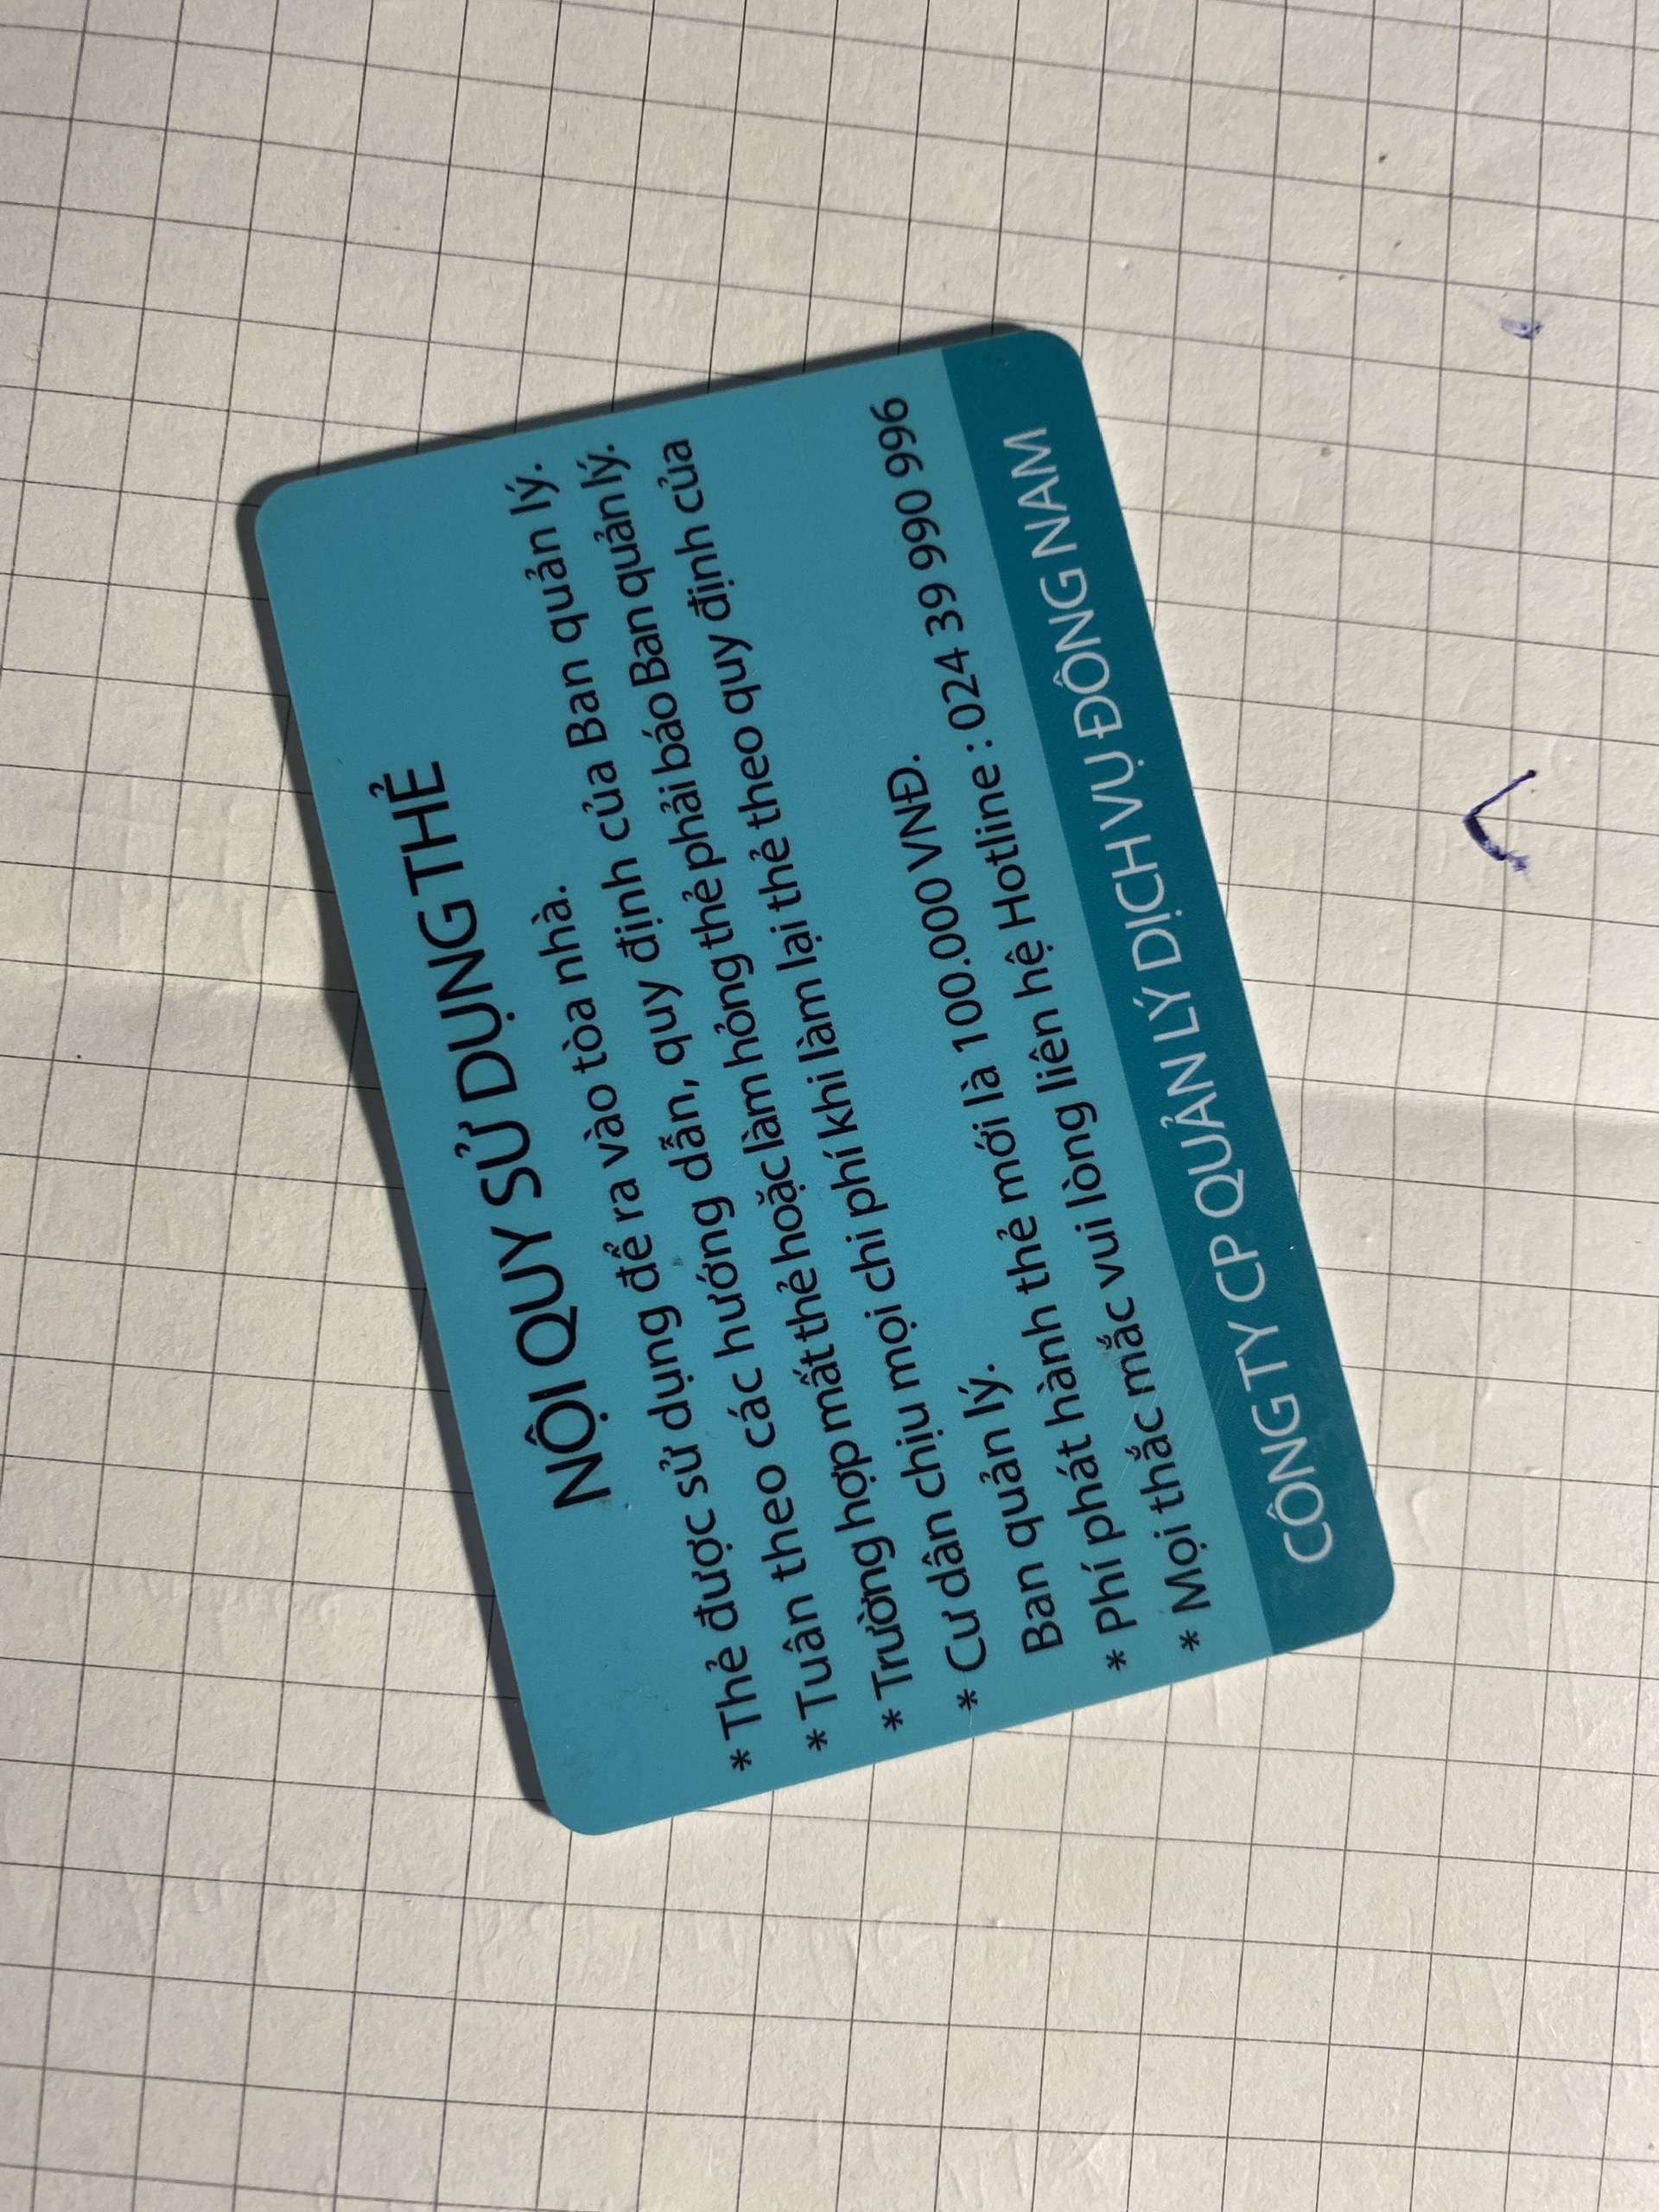 NỘI QUY SỬ DỤNG THẺ
* Thẻ được sử dụng để ra vào tòa nhà.
* Tuân theo các hướng dẫn, quy định của Ban quản lý.
* Trường hợp mất thẻ hoặc làm hỏng thẻ phải báo Ban quản lý.
* Cư dân chịu mọi chi phí khi làm lại thẻ theo quy định của
Ban quản lý.
* Phí phát hành thẻ mới là 100.000 VNĐ.
* Mọi thắc mắc vui lòng liên hệ Hotline : 024 39 990 996
CÔNG TY CP QUẢN LÝ DỊCH VỤ ĐÔNG NAM